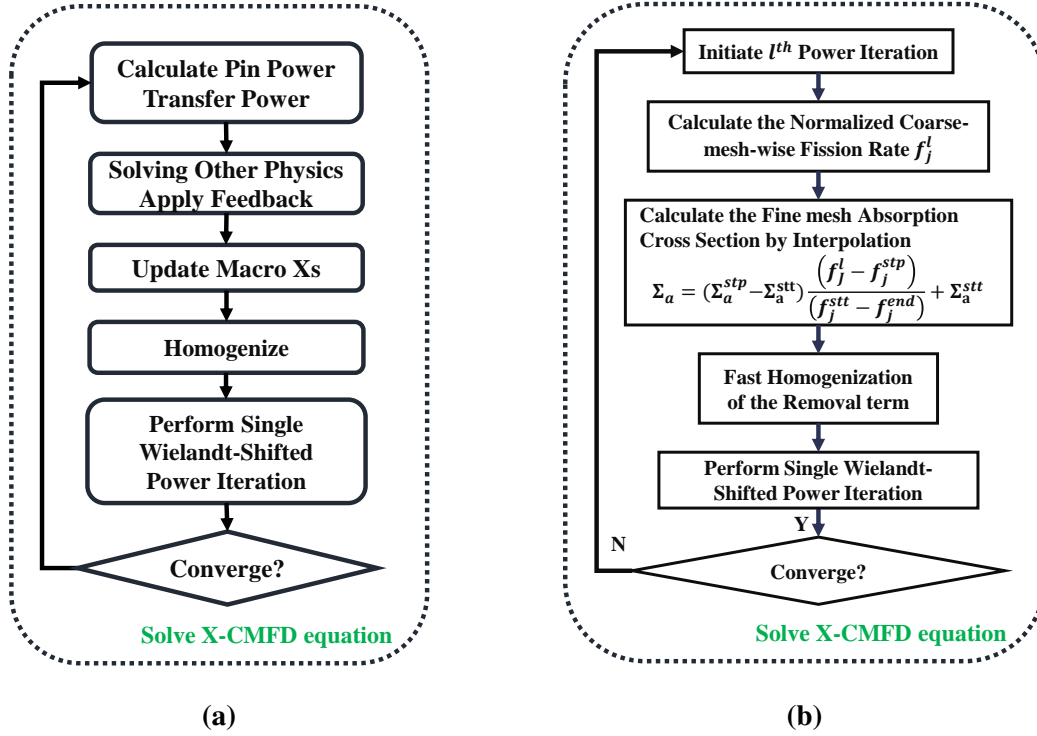 Calculate Pin Power
Transfer Power
Solving Other Physics
Apply Feedback
Update Macro Xs
Homogenize
Perform Single
Wielandt-Shifted
Power Iteration
Converge?
Solve X-CMFD equation
(a)
Initiate l^{th} Power Iteration
Calculate the Normalized Coarse-
mesh-wise Fission Rate f_j^l
Calculate the Fine mesh Absorption
Cross Section by Interpolation
Σ_a = (Σ_a^{stp}−Σ_a^{stt}) (f_J^l − f_j^{stp}) / (f_j^{stt} − f_j^{end}) + Σ_a^{stt}
Fast Homogenization
of the Removal term
Perform Single Wielandt-
Shifted Power Iteration
Y
N
Converge?
Solve X-CMFD equation
(b)